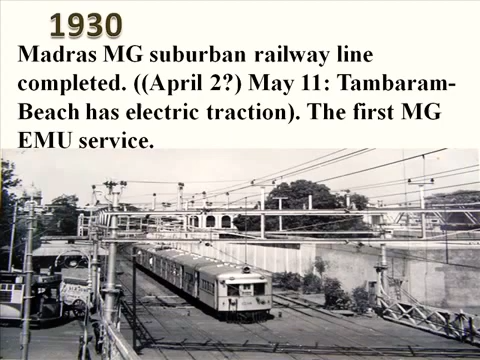 1930
Madras MG suburban railway line
completed. ((April 2?) May 11: Tambaram-
Beach has electric traction). The first MG
EMU service.